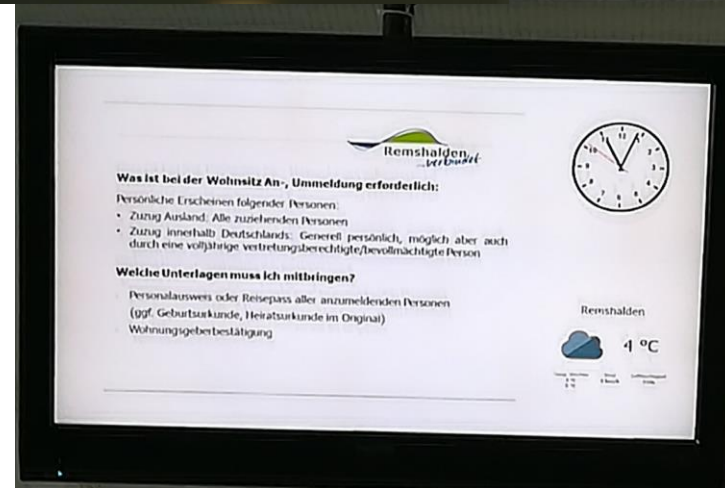 Remshalden
...verbindet
Was ist bei der Wohnsitz An-, Ummeldung erforderlich:
Persönliche Erscheinen folgender Personen:
• Zuzug Ausland: Alle zuziehenden Personen
• Zuzug innerhalb Deutschlands: Generell persönlich, möglich aber auch
durch eine volljährige vertretungsberechtigte/bevollmächtigte Person
Welche Unterlagen muss ich mitbringen?
Personalausweis oder Reisepass aller anzumeldenden Personen
(ggf. Geburtsurkunde, Heiratsurkunde im Original)
Wohnungsgeberbestätigung
Remshalden
4 °C